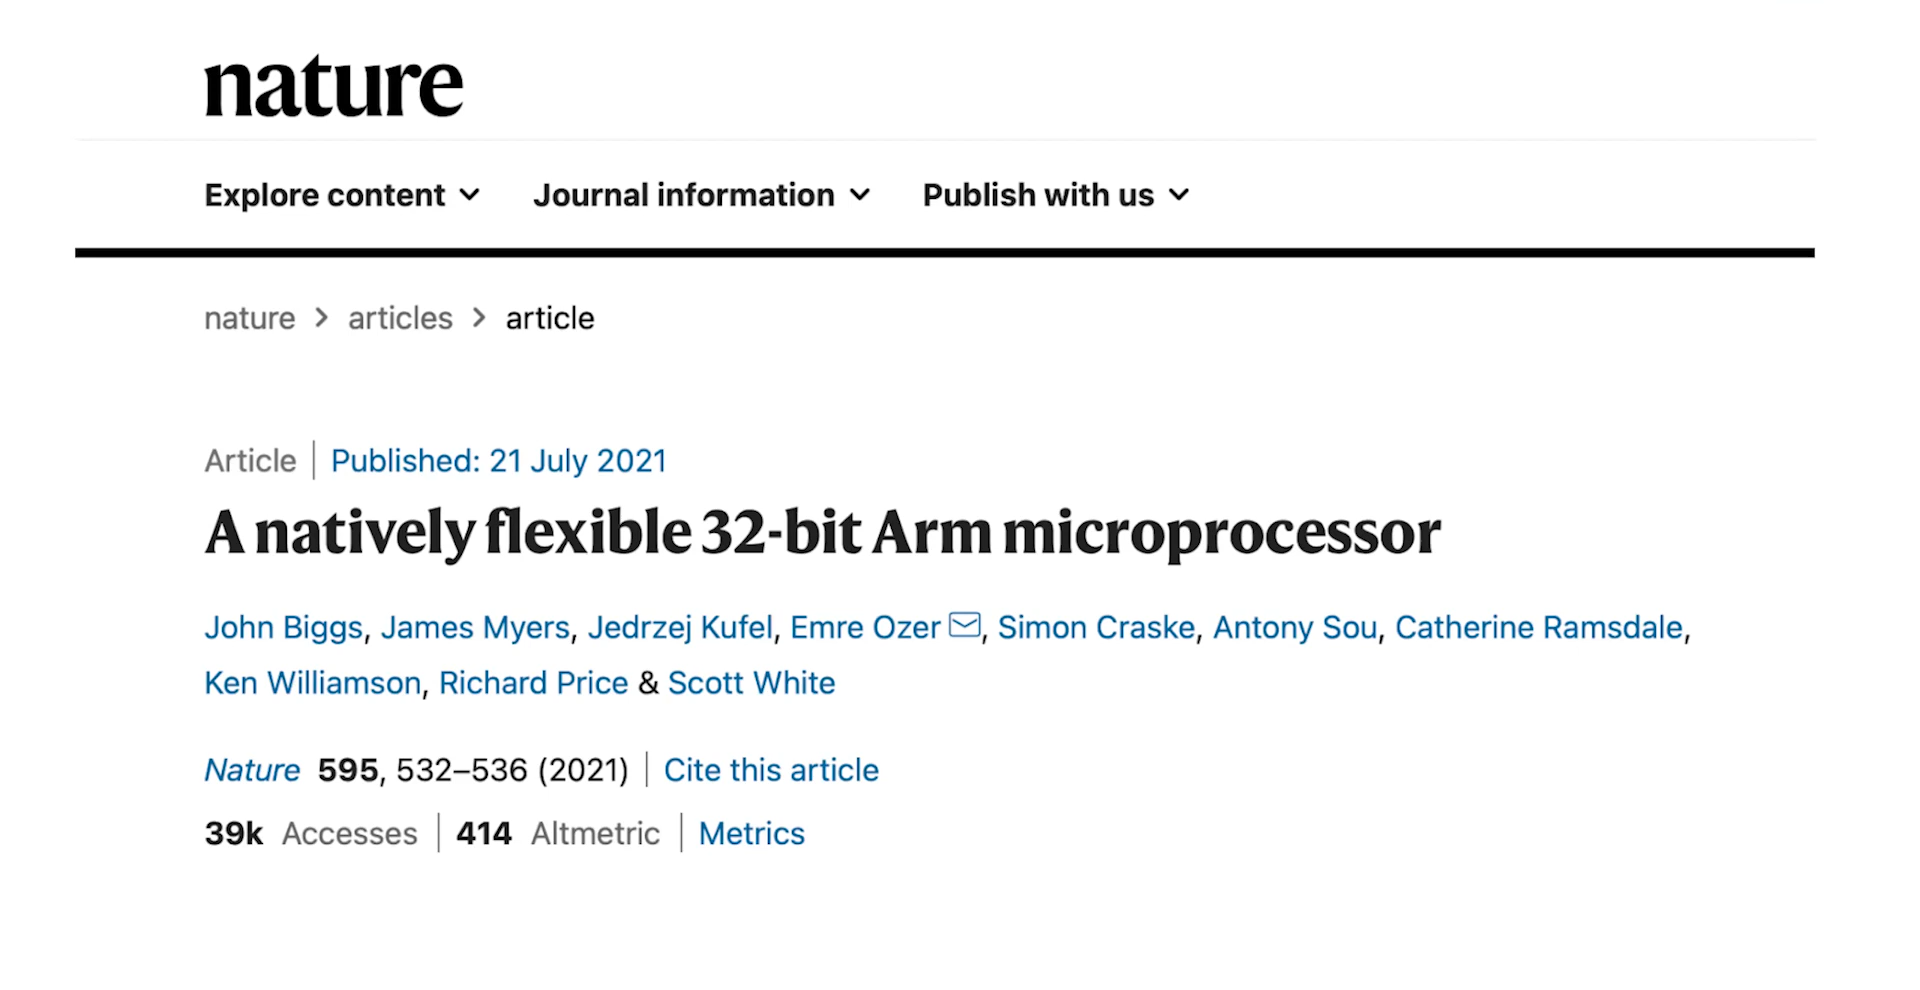 nature
Explore content Journal information Publish with us
nature > articles > article
Article | Published: 21 July 2021
A natively flexible 32-bit Arm microprocessor
John Biggs, James Myers, Jedrzej Kufel, Emre Ozer, Simon Craske, Antony Sou, Catherine Ramsdale,
Ken Williamson, Richard Price & Scott White
Nature 595, 532–536 (2021) | Cite this article
39k Accesses | 414 Altmetric | Metrics